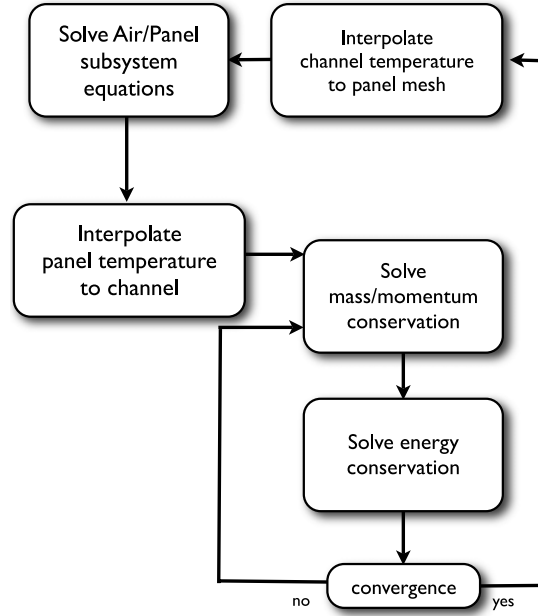 Solve Air/Panel
subsystem
equations
Interpolate
channel temperature
to panel mesh
Interpolate
panel temperature
to channel
Solve
mass/momentum
conservation
Solve energy
conservation
convergence
no
yes